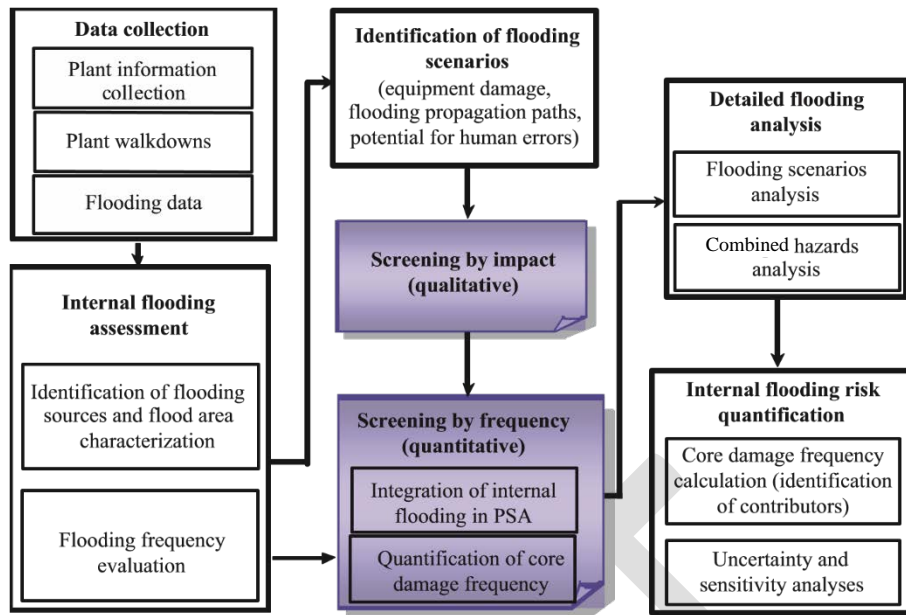 Data collection
Plant information
collection
Plant walkdowns
Flooding data
Internal flooding
assessment
Identification of flooding
sources and flood area
characterization
Flooding frequency
evaluation
Identification of flooding
scenarios
(equipment damage,
flooding propagation paths,
potential for human errors)
Screening by impact
(qualitative)
Screening by frequency
(quantitative)
Integration of internal
flooding in PSA
Quantification of core
damage frequency
Detailed flooding
analysis
Flooding scenarios
analysis
Combined hazards
analysis
Internal flooding risk
quantification
Core damage frequency
calculation (identification
of contributors)
Uncertainty and
sensitivity analyses